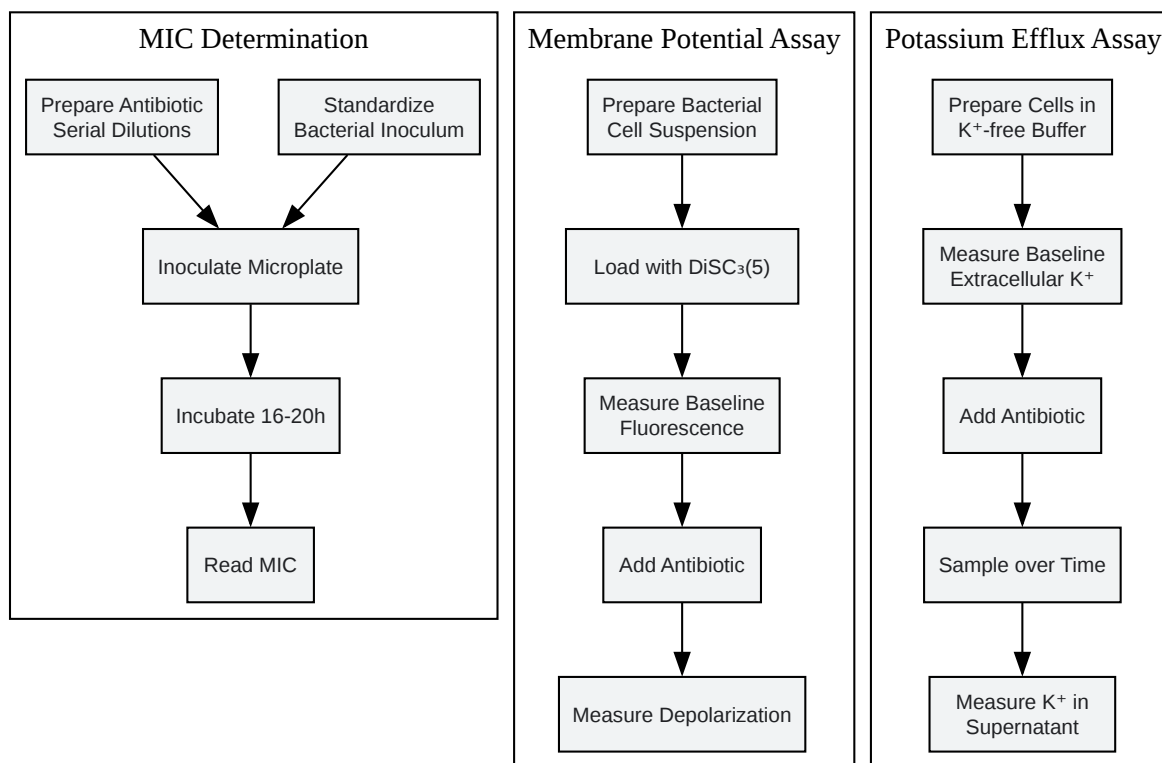 MIC Determination
Prepare Antibiotic
Serial Dilutions
Standardize
Bacterial Inoculum
Inoculate Microplate
Incubate 16-20h
Read MIC
Membrane Potential Assay
Prepare Bacterial
Cell Suspension
Load with DiSC₃(5)
Measure Baseline
Fluorescence
Add Antibiotic
Measure Depolarization
Potassium Efflux Assay
Prepare Cells in
K⁺-free Buffer
Measure Baseline
Extracellular K⁺
Add Antibiotic
Sample over Time
Measure K⁺ in
Supernatant